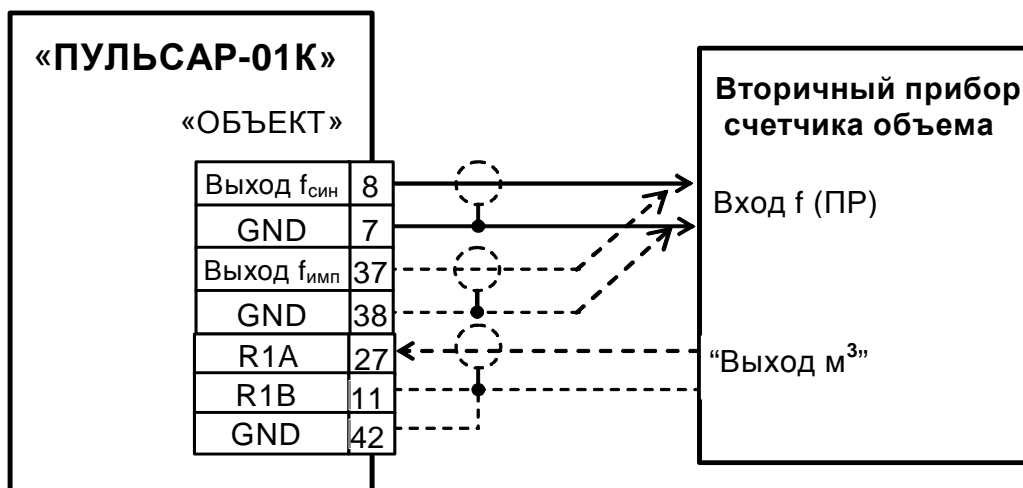 «ПУЛЬСАР-01К»
«ОБЪЕКТ»
Выход fсин 8
GND 7
Выход fимп 37
GND 38
R1A 27
R1B 11
GND 42
Вторичный прибор
счетчика объема
Вход f (ПР)
“Выход м³”